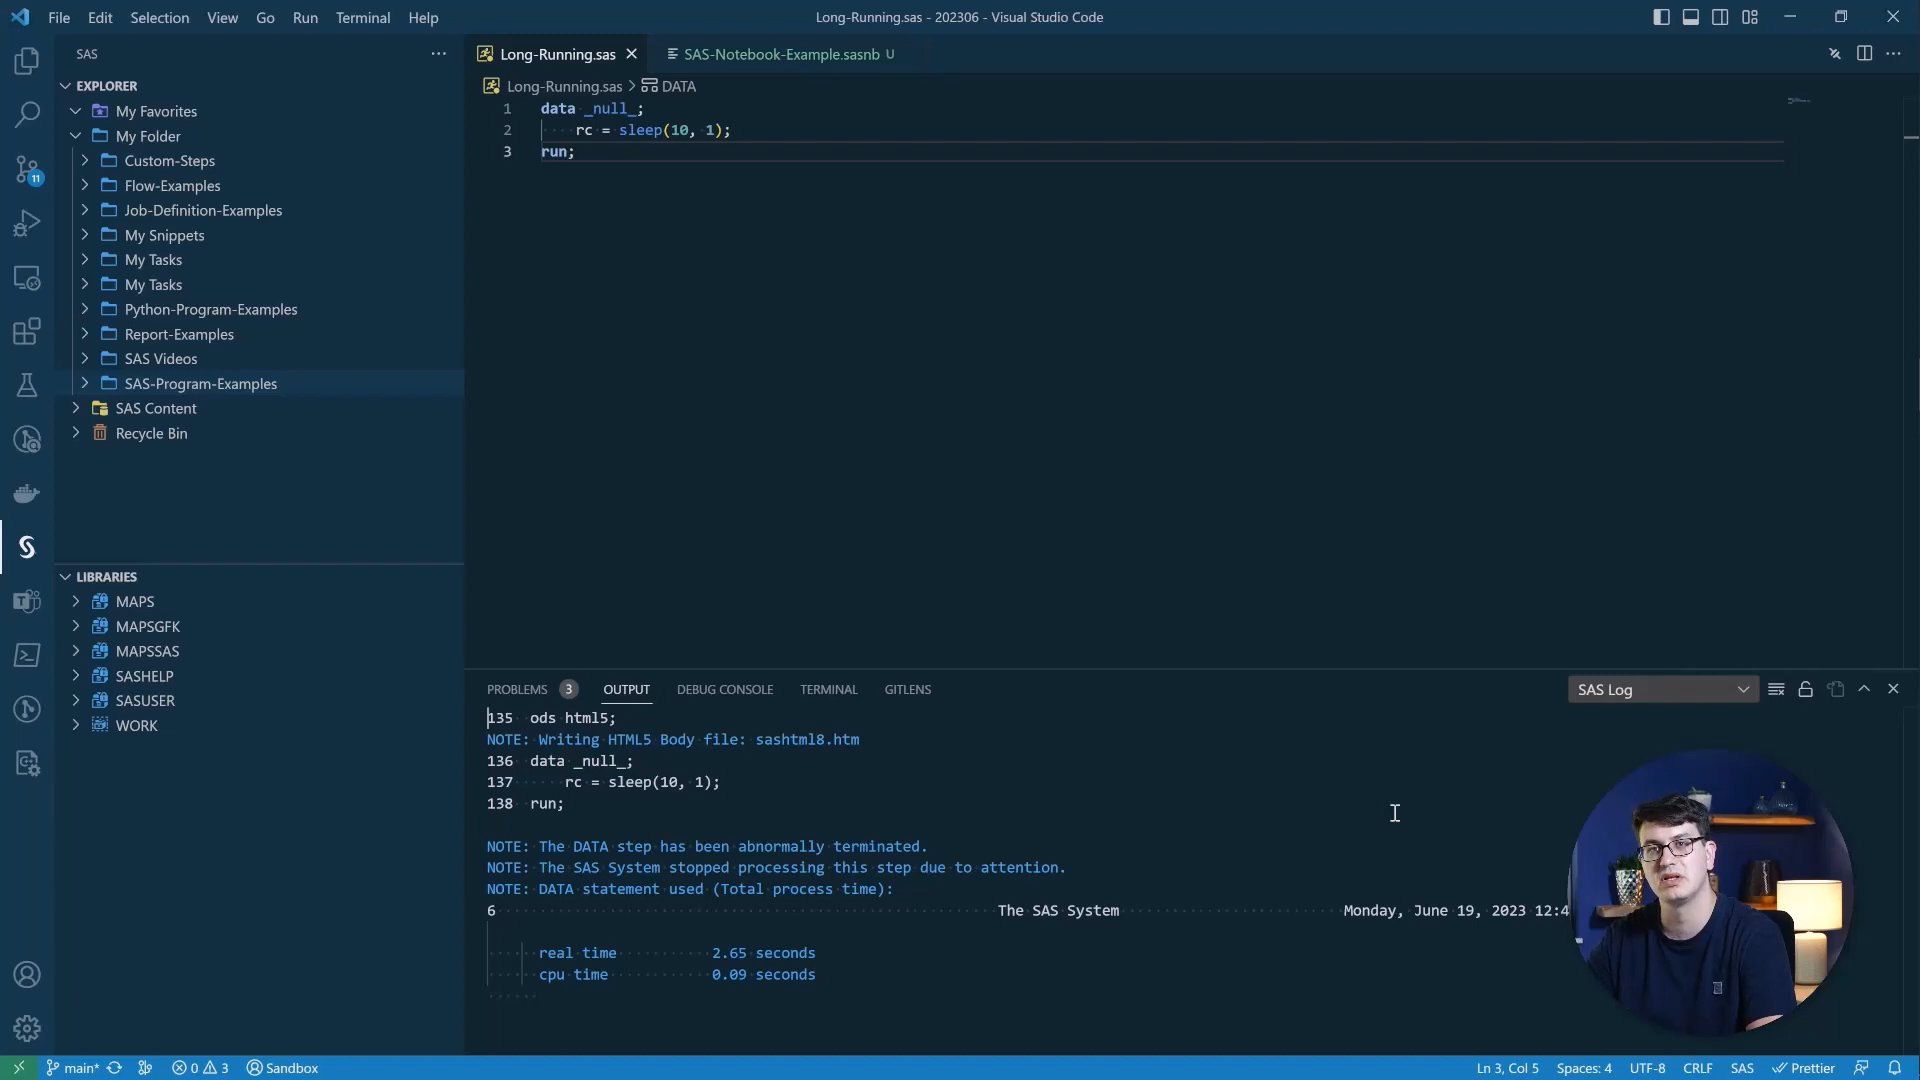 File Edit Selection View Go Run Terminal Help
Long-Running.sas - 202306 - Visual Studio Code
SAS
EXPLORER
My Favorites
My Folder
Custom-Steps
Flow-Examples
Job-Definition-Examples
My Snippets
My Tasks
My Tasks
Python-Program-Examples
Report-Examples
SAS Videos
SAS-Program-Examples
SAS Content
Recycle Bin
11
LIBRARIES
MAPS
MAPSGFK
MAPSSAS
SASHELP
SASUSER
WORK
Long-Running.sas
SAS-Notebook-Example.sasnb U
Long-Running.sas > DATA
1 data _null_;
2 rc = sleep(10, 1);
3 run;
PROBLEMS 3 OUTPUT DEBUG CONSOLE TERMINAL GITLENS
SAS Log
135 ods html5;
NOTE: Writing HTML5 Body file: sashtml8.htm
136 data _null_;
137 rc = sleep(10, 1);
138 run;
NOTE: The DATA step has been abnormally terminated.
NOTE: The SAS System stopped processing this step due to attention.
NOTE: DATA statement used (Total process time):
6 The SAS System Monday, June 19, 2023 12:4
real time 2.65 seconds
cpu time 0.09 seconds
main* 0 3 Sandbox
Ln 3, Col 5 Spaces: 4 UTF-8 CRLF SAS Prettier